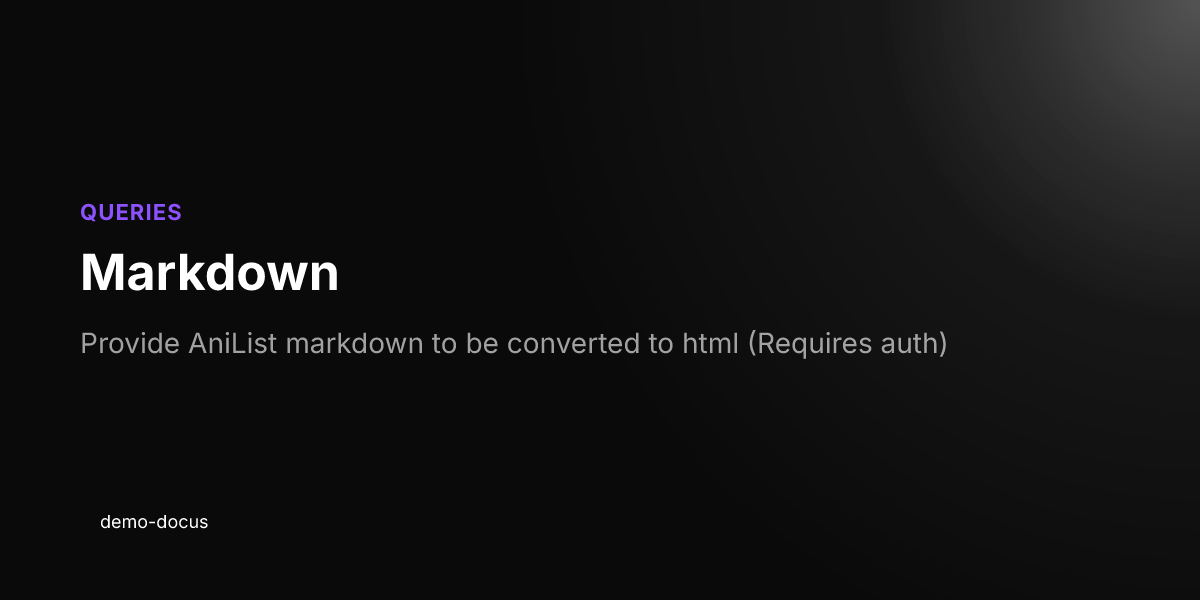 QUERIES
Markdown
Provide AniList markdown to be converted to html (Requires auth)
demo-docus